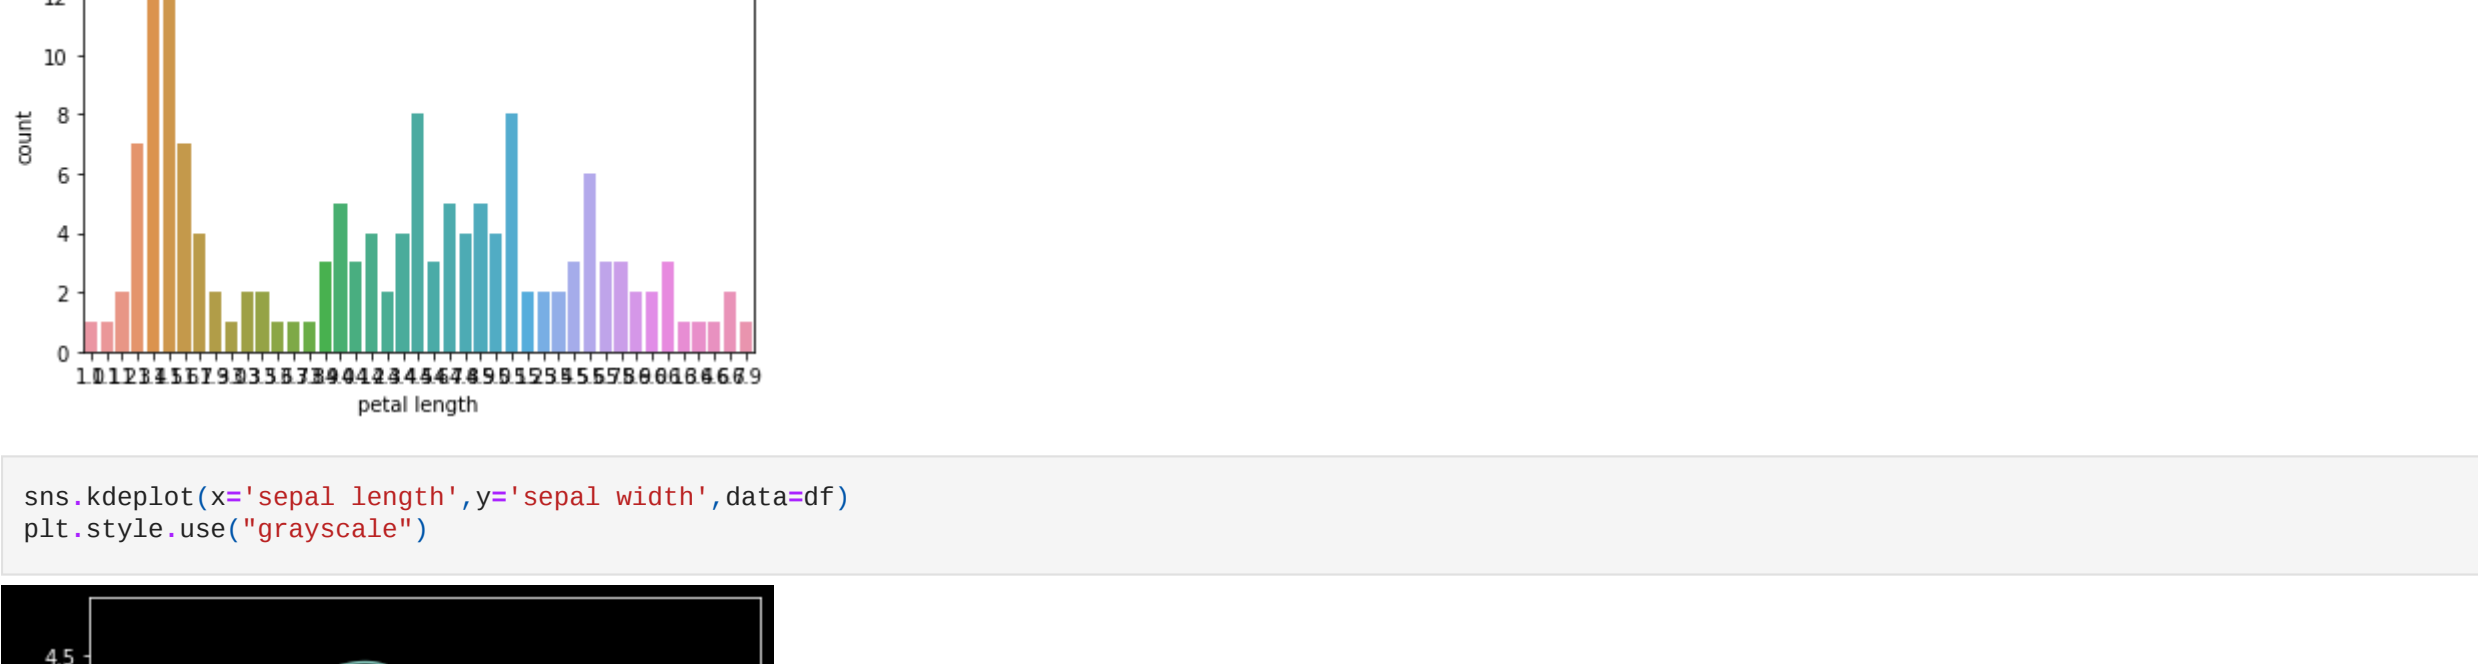 12
10
8
6
4
2
0
count
petal length
sns.kdeplot(x='sepal length',y='sepal width',data=df)
plt.style.use("grayscale")
4.5